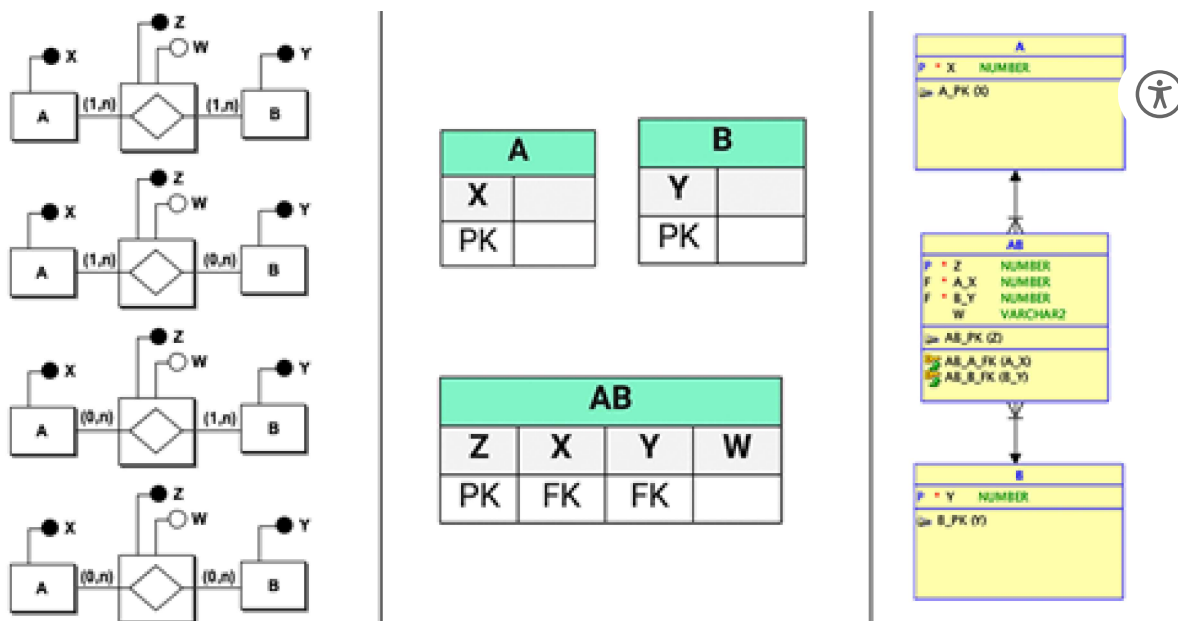 Z
W
X
Y
(1,n)
(1,n)
A
B
Z
W
X
Y
(1,n)
(0,n)
A
B
Z
W
X
Y
(0,n)
(1,n)
A
B
Z
W
X
Y
(0,n)
(0,n)
A
B
A
X
PK
B
Y
PK
AB
Z X Y W
PK FK FK
A
P * X NUMBER
A_PK (X)
AB
P * Z NUMBER
F * A_X NUMBER
F * B_Y NUMBER
W VARCHAR2
AB_PK (Z)
AB_A_FK (A_X)
AB_B_FK (B_Y)
B
P * Y NUMBER
B_PK (Y)